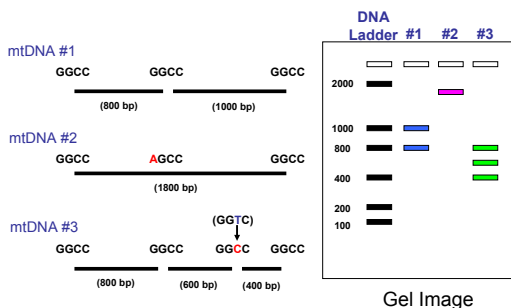 mtDNA #1
GGCC GGCC GGCC
(800 bp) (1000 bp)
mtDNA #2
GGCC AGCC GGCC
(1800 bp)
(GGTC)
mtDNA #3
GGCC GGCC GGCC GGCC
(800 bp) (600 bp) (400 bp)
DNA
Ladder #1 #2 #3
2000
1000
800
400
200
100
Gel Image